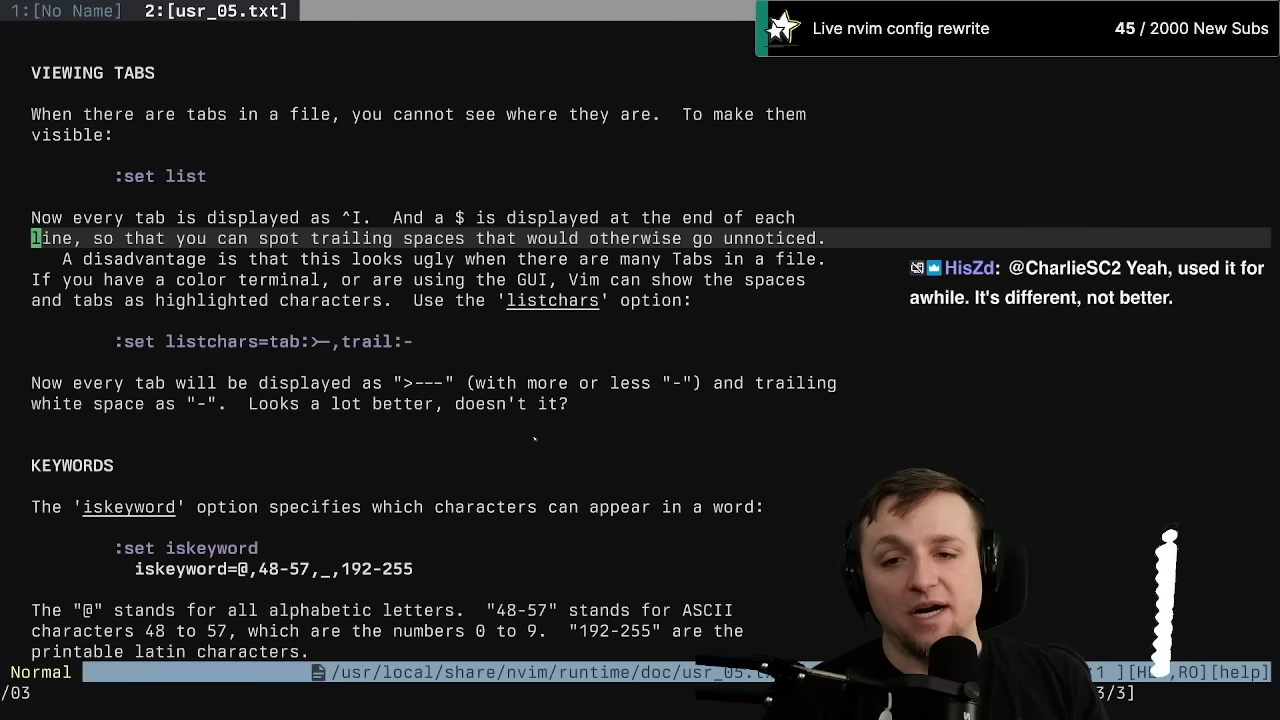 1:[No Name]  2:[usr_05.txt]
Live nvim config rewrite 45 / 2000 New Subs
VIEWING TABS
When there are tabs in a file, you cannot see where they are.  To make them
visible:
:set list
Now every tab is displayed as ^I.  And a $ is displayed at the end of each
line, so that you can spot trailing spaces that would otherwise go unnoticed.
A disadvantage is that this looks ugly when there are many Tabs in a file.
If you have a color terminal, or are using the GUI, Vim can show the spaces
and tabs as highlighted characters.  Use the 'listchars' option:
HisZd: @CharlieSC2 Yeah, used it for
awhile. It's different, not better.
:set listchars=tab:>-,trail:-
Now every tab will be displayed as ">---" (with more or less "-") and trailing
white space as "-".  Looks a lot better, doesn't it?
KEYWORDS
The 'iskeyword' option specifies which characters can appear in a word:
:set iskeyword
iskeyword=@,48-57,_,192-255
The "@" stands for all alphabetic letters.  "48-57" stands for ASCII
characters 48 to 57, which are the numbers 0 to 9.  "192-255" are the
printable latin characters.
Normal /usr/local/share/nvim/runtime/doc/usr_05.t ,RO][help]
/03 3/3]